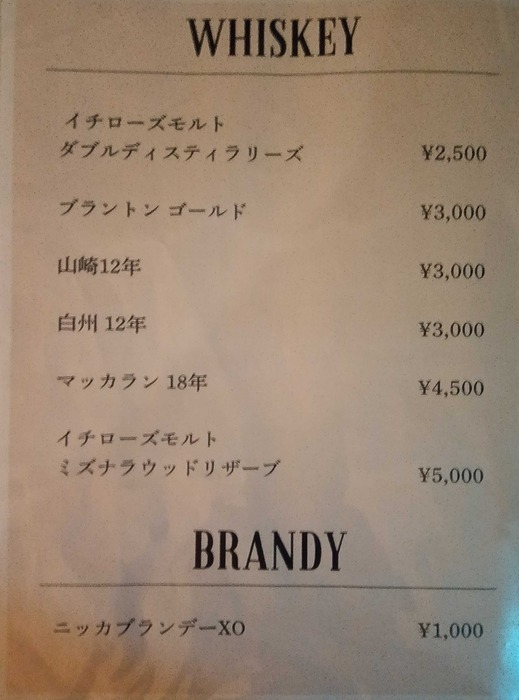 WHISKEY
イチローズモルト
ダブルディスティラリーズ ¥2,500
ブラントン ゴールド ¥3,000
山崎12年 ¥3,000
白州 12年 ¥3,000
マッカラン 18年 ¥4,500
イチローズモルト
ミズナラウッドリザーブ ¥5,000
BRANDY
ニッカブランデーXO ¥1,000